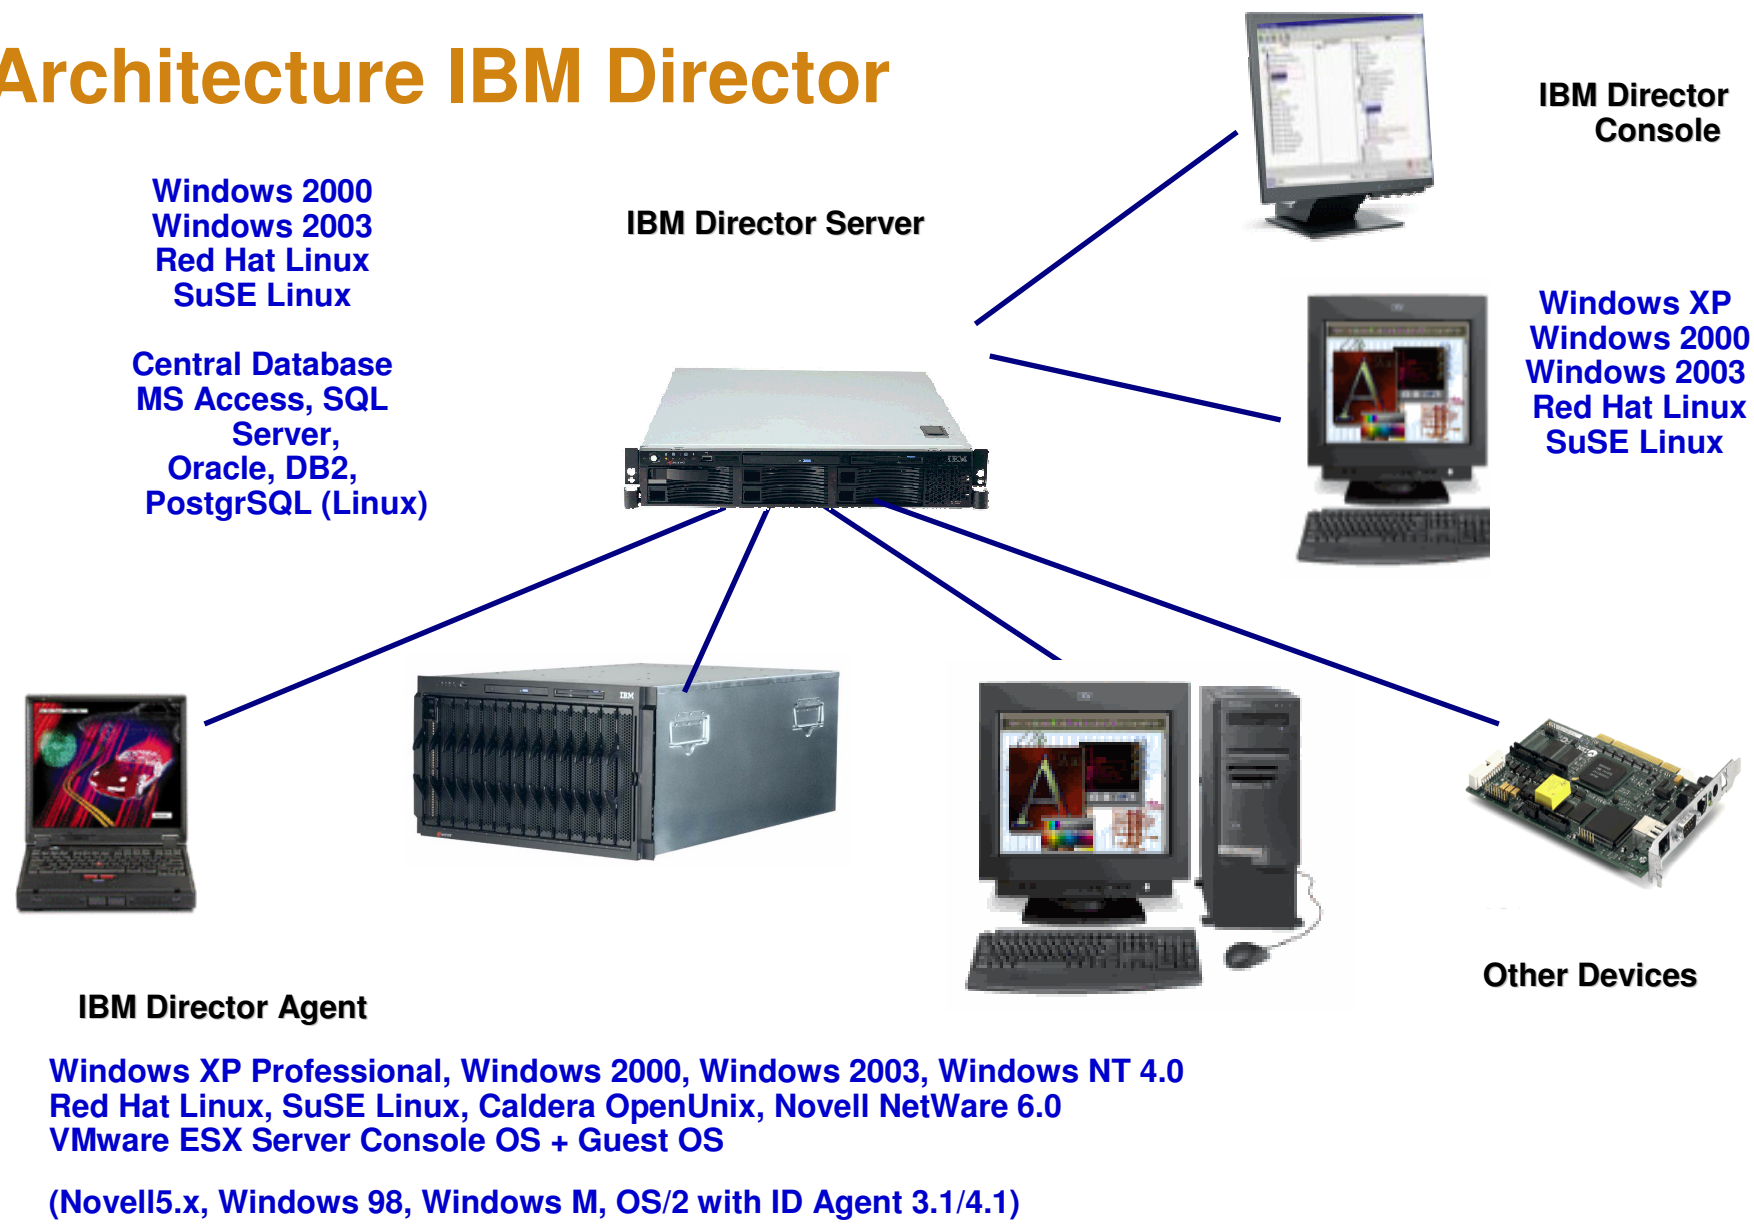 Architecture IBM Director
IBM Director
Console
Windows 2000
Windows 2003
Red Hat Linux
SuSE Linux
IBM Director Server
Central Database
MS Access, SQL
Server,
Oracle, DB2,
PostgrSQL (Linux)
Windows XP
Windows 2000
Windows 2003
Red Hat Linux
SuSE Linux
IBM
Other Devices
IBM Director Agent
Windows XP Professional, Windows 2000, Windows 2003, Windows NT 4.0
Red Hat Linux, SuSE Linux, Caldera OpenUnix, Novell NetWare 6.0
VMware ESX Server Console OS + Guest OS
(Novell5.x, Windows 98, Windows M, OS/2 with ID Agent 3.1/4.1)